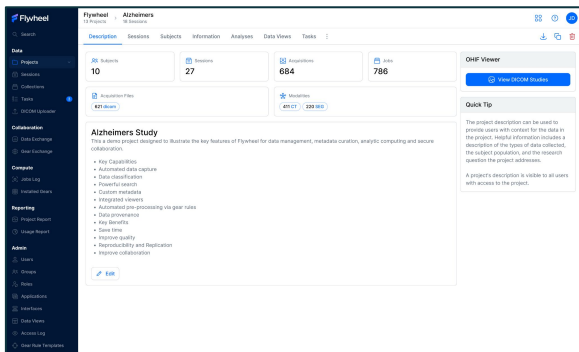 Flywheel
Search
Data
Projects
Sessions
Collections
Tasks
DICOM Uploader
Collaboration
Data Exchange
Gear Exchange
Compute
Jobs Log
Installed Gears
Reporting
Project Report
Usage Report
Admin
Users
Groups
Roles
Applications
Interfaces
Data Views
Access Log
Gear Rule Templates
Flywheel Alzheimers
13 Projects 18 Sessions
JD
Description Sessions Subjects Information Analyses Data Views Tasks
Subjects
10
Sessions
27
Acquisitions
684
Jobs
786
Acquisition Files
621 dicom
Modalities
411 CT 220 SEG
Alzheimers Study
This a demo project designed to illustrate the key features of Flywheel for data management, metadata curation, analytic computing and secure
collaboration.
• Key Capabilities
• Automated data capture
• Data classification
• Powerful search
• Custom metadata
• Integrated viewers
• Automated pre-processing via gear rules
• Data provenance
• Key Benefits
• Save time
• Improve quality
• Reproducibility and Replication
• Improve collaboration
Edit
OHIF Viewer
View DICOM Studies
Quick Tip
The project description can be used to
provide users with context for the data in
the project. Helpful information includes a
description of the types of data collected,
the subject population, and the research
question the project addresses.
A project's description is visible to all users
with access to the project.